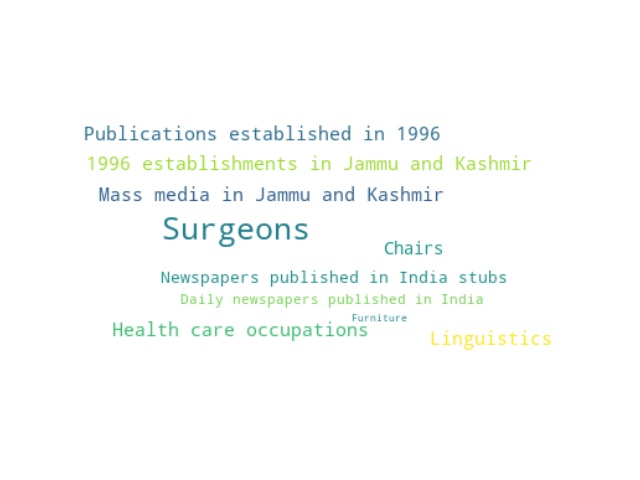 Publications established in 1996
1996 establishments in Jammu and Kashmir
Mass media in Jammu and Kashmir
Surgeons
Chairs
Newspapers published in India stubs
Daily newspapers published in India
Furniture
Health care occupations
Linguistics